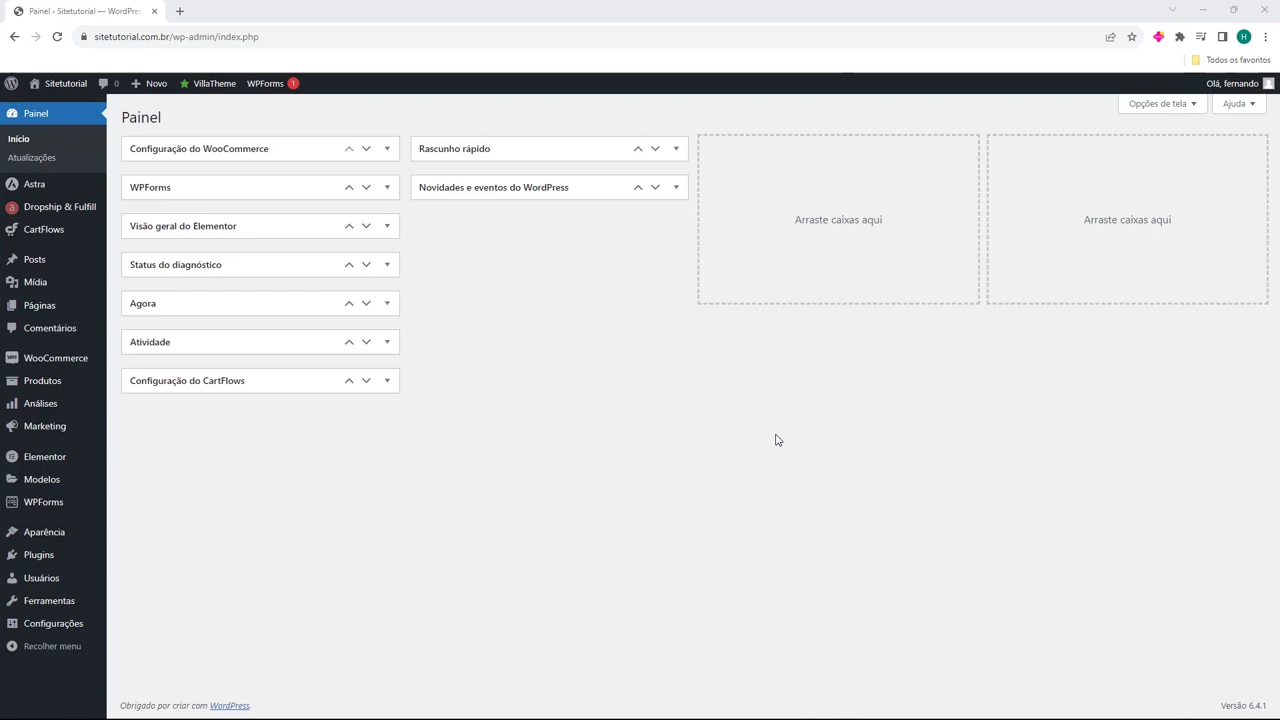 Painel ‹ Sitetutorial — WordPre
sitetutorial.com.br/wp-admin/index.php
H
Todos os favoritos
Sitetutorial
0
Novo
VillaTheme
WPForms
1
Olá, fernando
Painel
Início
Atualizações
Astra
Dropship & Fulfill
CartFlows
Posts
Mídia
Páginas
Comentários
WooCommerce
Produtos
Análises
Marketing
Elementor
Modelos
WPForms
Aparência
Plugins
Usuários
Ferramentas
Configurações
Recolher menu
Opções de tela
Ajuda
Painel
Configuração do WooCommerce
WPForms
Visão geral do Elementor
Status do diagnóstico
Agora
Atividade
Configuração do CartFlows
Rascunho rápido
Novidades e eventos do WordPress
Arraste caixas aqui
Arraste caixas aqui
Obrigado por criar com WordPress.
Versão 6.4.1